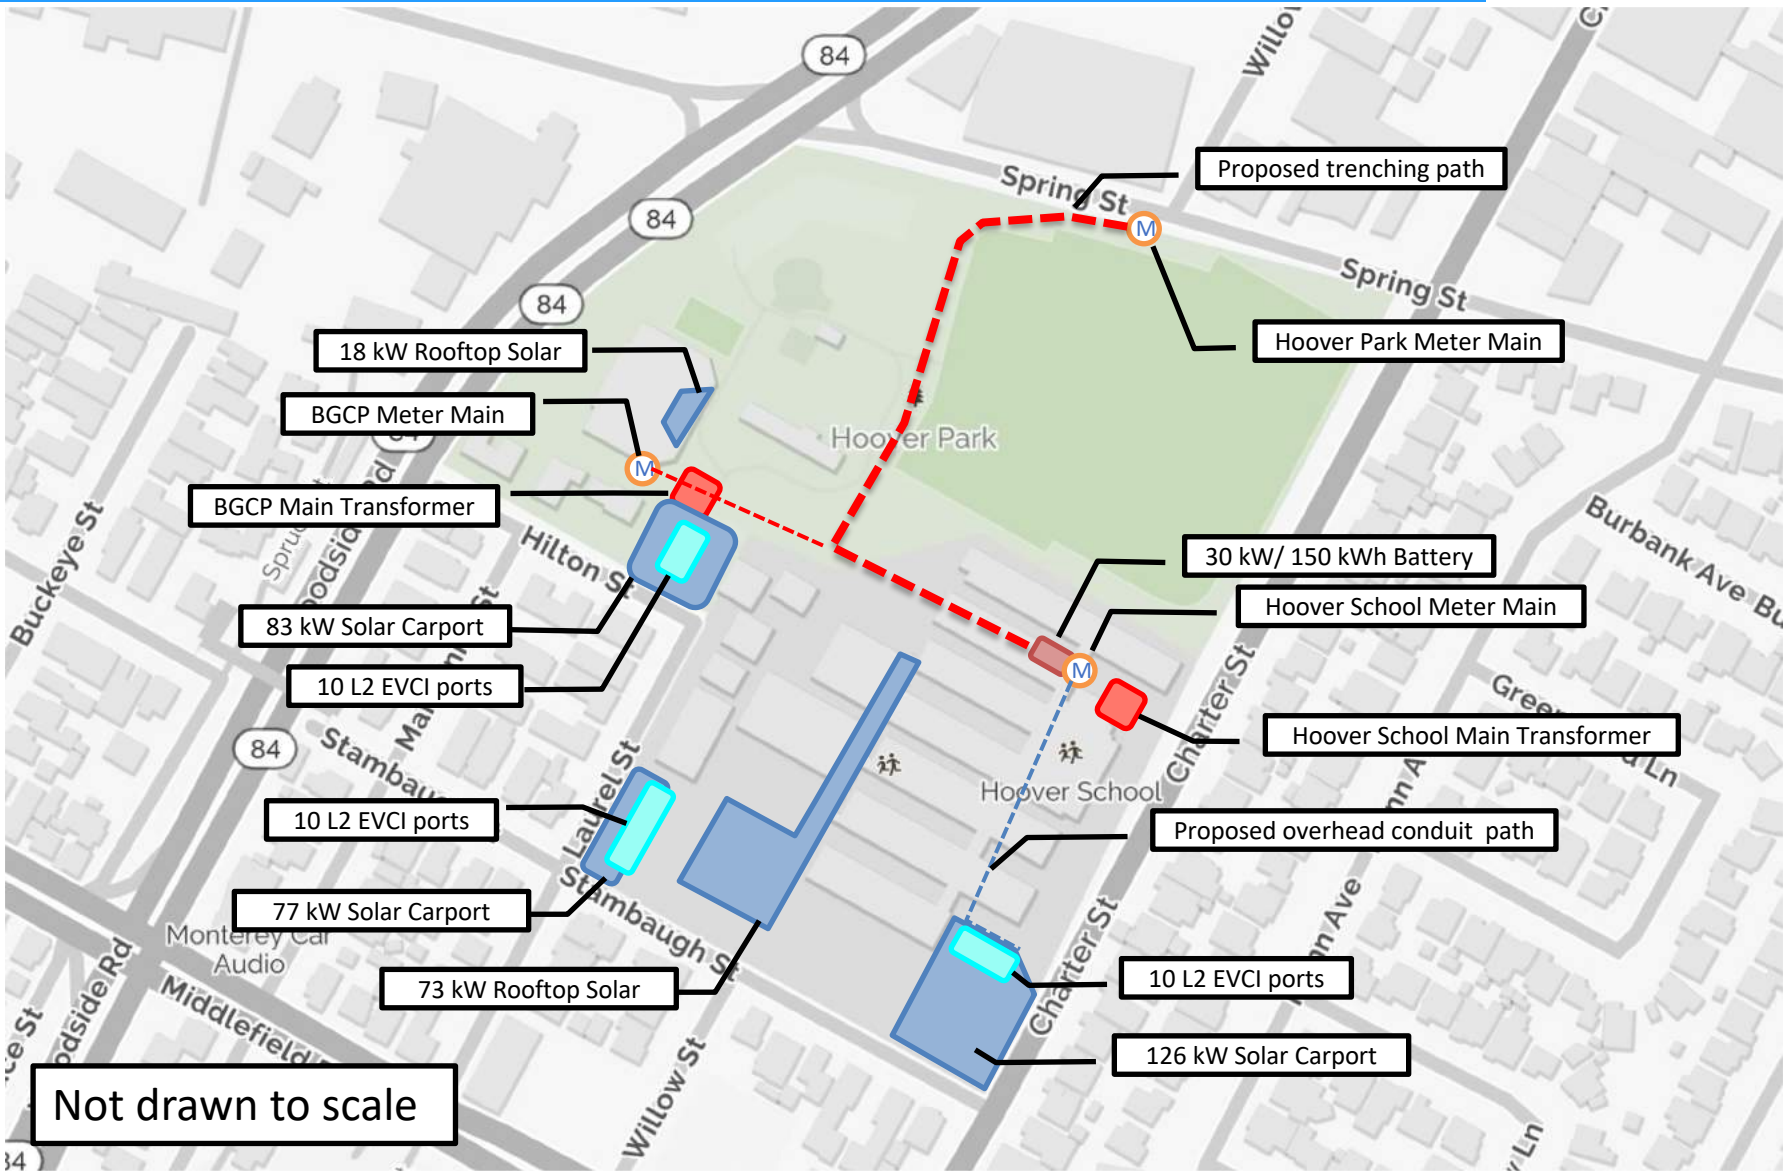 84
Spring St
Proposed trenching path
84
M
Spring St
84
Hoover Park Meter Main
18 kW Rooftop Solar
BGCP Meter Main
Hoover Park
M
BGCP Main Transformer
Hilton St
Buckeye St
Burbank Ave
30 kW/ 150 kWh Battery
Hoover School Meter Main
83 kW Solar Carport
M
10 L2 EVCI ports
Charter St
Hoover School Main Transformer
84
Laurel St
Hoover School
10 L2 EVCI ports
Proposed overhead conduit path
Stambaugh St
77 kW Solar Carport
Monterey Car
Audio
73 kW Rooftop Solar
10 L2 EVCI ports
Charter St
Middlefield
126 kW Solar Carport
Willow St
Not drawn to scale
Ln